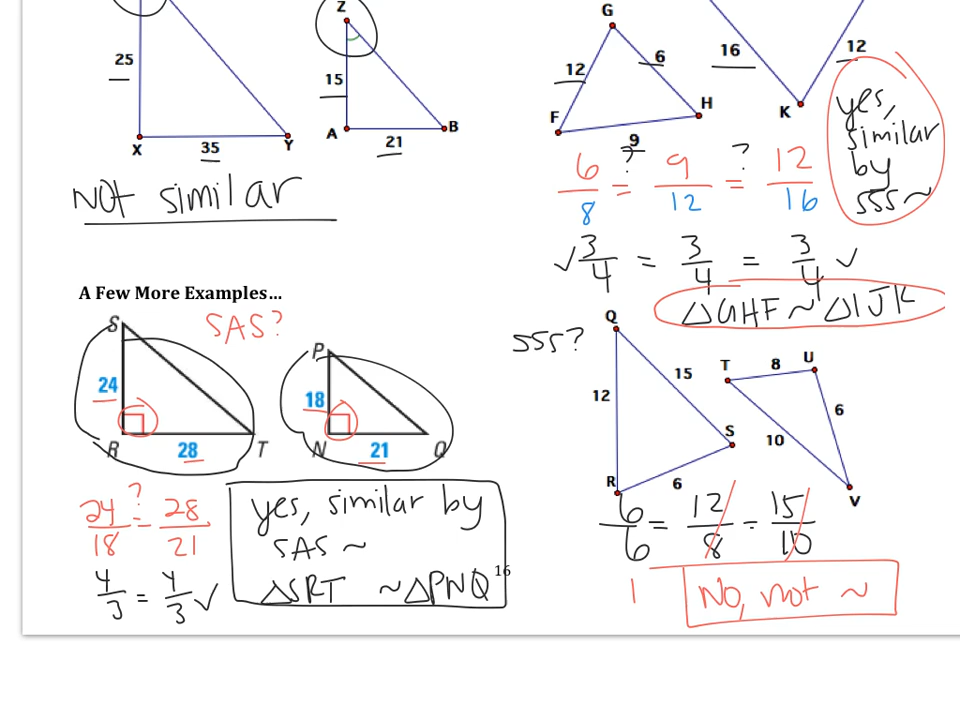 25
X
35
Y
Z
15
A
21
B
NOT similar
G
12
6
F
H
9
16
12
K
6/8 =? 9/12 =? 12/16
√ 3/4 = 3/4 = 3/4 √
△GHF ~ △IJK
yes,
similar
by
SSS ~
A Few More Examples…
SAS?
S
24
R
28
T
P
18
N
21
Q
24/18 =? 28/21
4/3 = 4/3 √
yes, similar by
SAS ~
△SRT ~ △PNQ
16
SSS?
Q
12
15
S
R
6
T
8
U
6
10
V
6/6 = 12/8 = 15/10
1
No, not ~